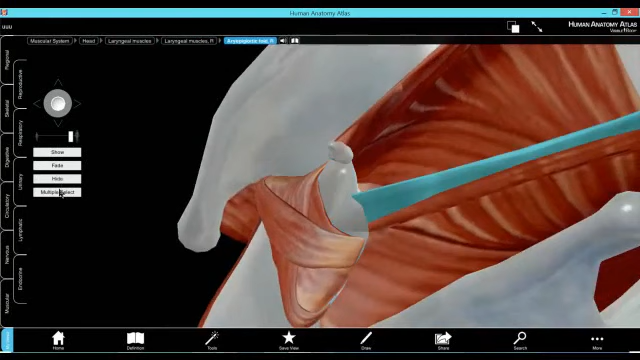 Human Anatomy Atlas
uuu
HUMAN ANATOMY ATLAS
VISIBLE BODY
Muscular System
Head
Laryngeal muscles
Laryngeal muscles, R
Regional
Skeletal
Digestive
Circulatory
Nervous
Muscular
Reproductive
Respiratory
Urinary
Lymphatic
Endocrine
Show
Fade
Hide
Multiple Select
Home
Definition
Tools
Save View
Draw
Share
Search
More